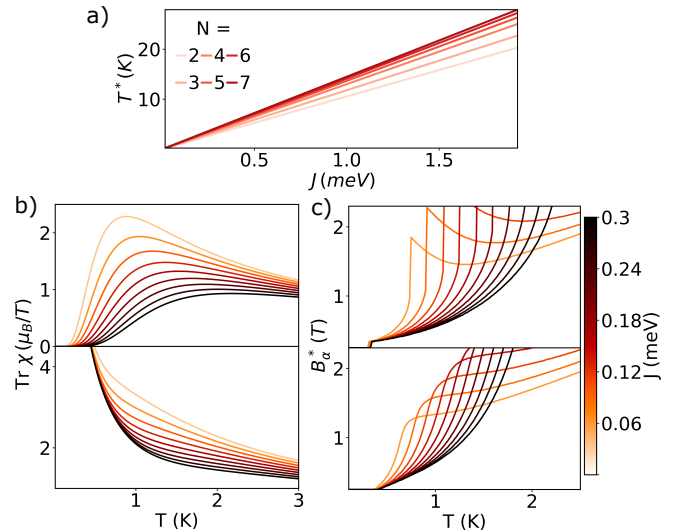 a)
N =
2 4 6
3 5 7
T* (K)
20
10
0.5 1.0 1.5
J (meV)
b)
Tr χ (μB/T)
2
1
0
4
2
1 2 3
T (K)
c)
B*α (T)
2
1
2
1
1 2
T (K)
0.3
0.24
0.18
0.12
0.06
J (meV)